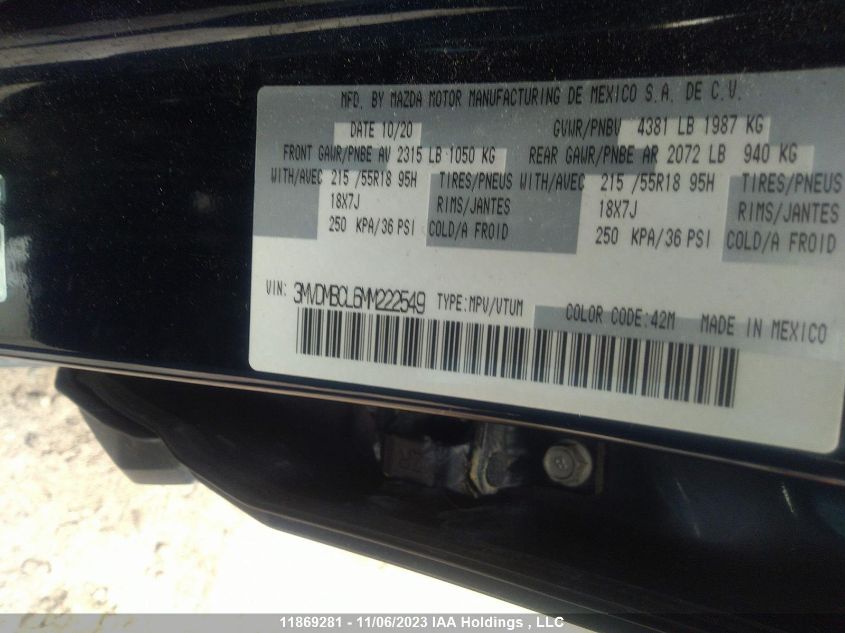 MFD. BY MAZDA MOTOR MANUFACTURING DE MEXICO S.A. DE C.V.
DATE 10/20 GVWR/PNBV 4381 LB 1987 KG
FRONT GAWR/PNBE AV 2315 LB 1050 KG REAR GAWR/PNBE AR 2072 LB 940 KG
WITH/AVEC 215 /55R18 95H TIRES/PNEUS WITH/AVEC 215 /55R18 95H TIRES/PNEUS
18X7J RIMS/JANTES 18X7J RIMS/JANTES
250 KPA/36 PSI COLD/A FROID 250 KPA/36 PSI COLD/A FROID
VIN: 3MVDMBCL6MM222549 TYPE:MPV/VTUM COLOR CODE:42M MADE IN MEXICO
11869281 - 11/06/2023 IAA Holdings , LLC